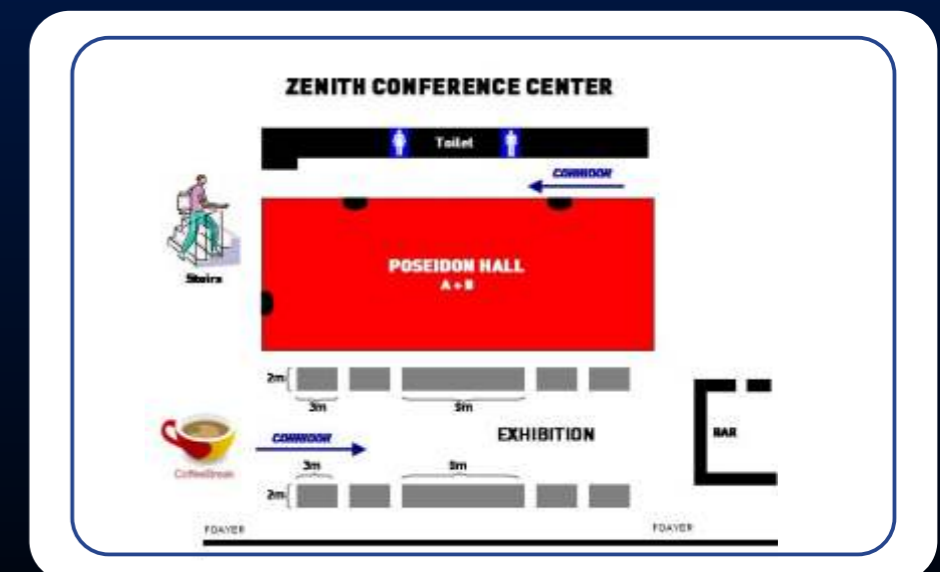 ZENITH CONFERENCE CENTER
Toilet
CORRIDOR
Stairs
POSEIDON HALL
A + B
2m
3m
9m
CORRIDOR
EXHIBITION
BAR
CoffeeBreak
3m
9m
2m
FOAYER
FOAYER